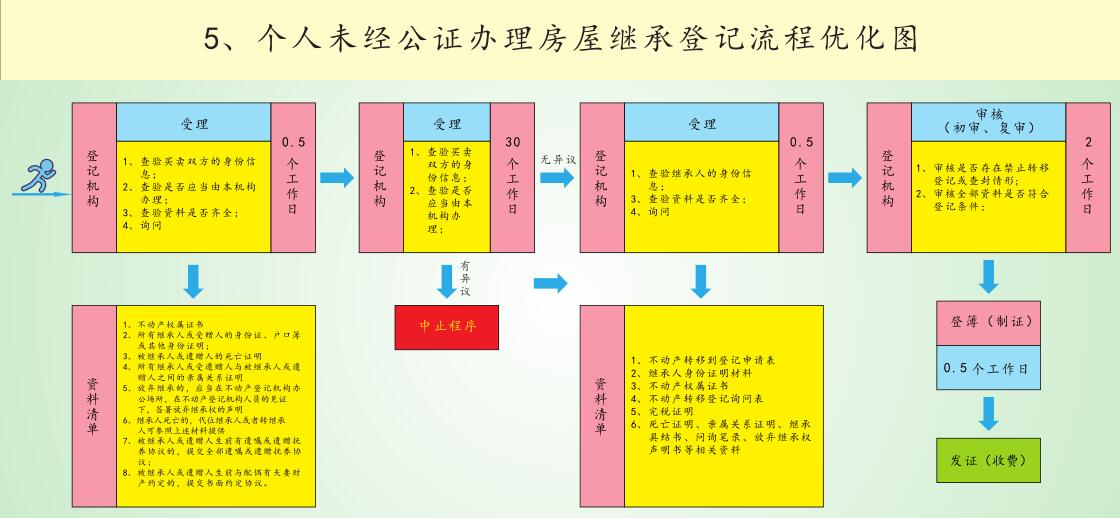 5、个人未经公证办理房屋继承登记流程优化图
登记机构
受理
1、查验买卖双方的身份信
息；
2、查验是否应当由本机构
办理；
3、查验资料是否齐全；
4、询问
0.5
个工作日
登记机构
受理
1、查验买卖
双方的身
份信息；
2、查验是否
应当由本
机构办
理；
30
个工作日
无异议
登记机构
受理
1、查验继承人的身份信
息；
3、查验资料是否齐全；
4、询问
0.5
个工作日
登记机构
审核
（初审、复审）
1、审核是否存在禁止转移
登记或查封情形；
2、审核全部资料是否符合
登记条件；
2
个工作日
有异议
中止程序
资料清单
1、不动产权属证书
2、所有继承人或受赠人的身份证、户口簿
或其他身份证明；
3、被继承人或遗赠人的死亡证明
4、所有继承人或受遗赠人与被继承人或遗
赠人之间的亲属关系证明
5、放弃继承的，应当在不动产登记机构办
公场所，在不动产登记机构人员的见证
下，签署放弃继承权的声明
6、继承人死亡的，代位继承人或者转继承
人可参照上述材料提供
7、被继承人或遗赠人生前有遗嘱或遗赠扶
养协议的，提交全部遗嘱或遗赠扶养协
议；
8、被继承人或遗赠人生前与配偶有夫妻财
产约定的，提交书面约定协议。
资料清单
1、不动产转移到登记申请表
2、继承人身份证明材料
3、不动产权属证书
4、不动产转移登记询问表
5、完税证明
6、死亡证明、亲属关系证明、继承
具结书、问询笔录、放弃继承权
声明书等相关资料
登簿（制证）
0.5个工作日
发证（收费）